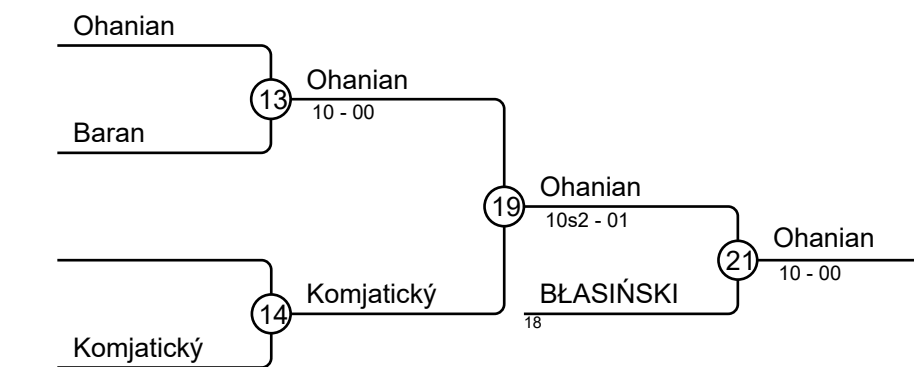 Ohanian
13
Ohanian
10 - 00
Baran
19
Ohanian
10s2 - 01
21
Ohanian
10 - 00
14
Komjatický
BŁASIŃSKI
18
Komjatický